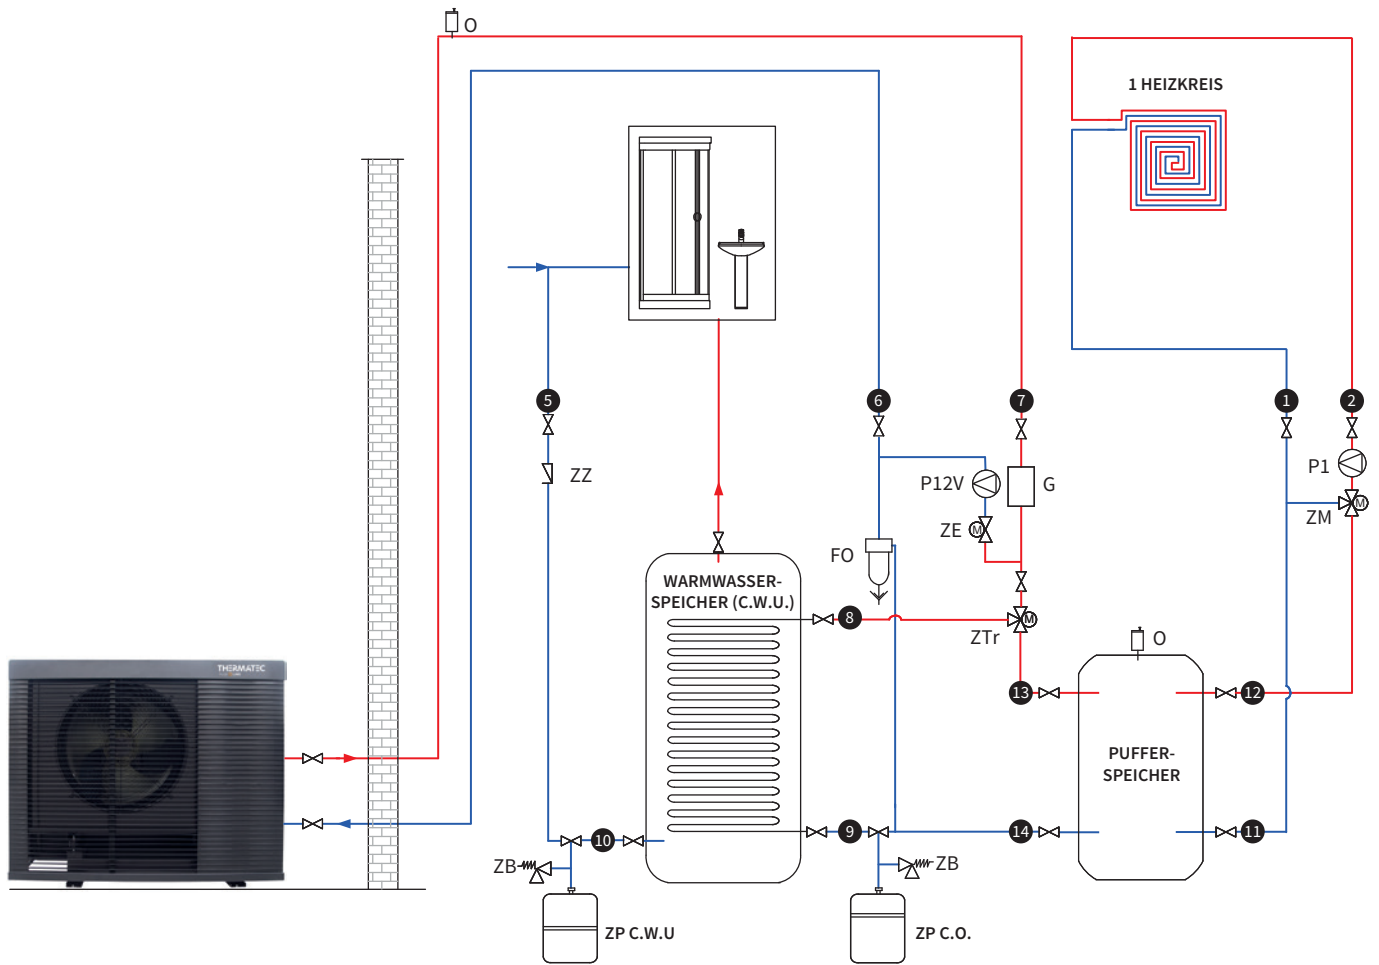 O
1 HEIZKREIS
5
6
7
1
2
ZZ
P12V
G
P1
M
ZM
ZE
M
FO
WARMWASSER-
SPEICHER (C.W.U.)
8
M
ZTr
O
THERMATEC
13
12
PUFFER-
SPEICHER
10
9
14
11
ZB
ZB
ZP C.W.U
ZP C.O.